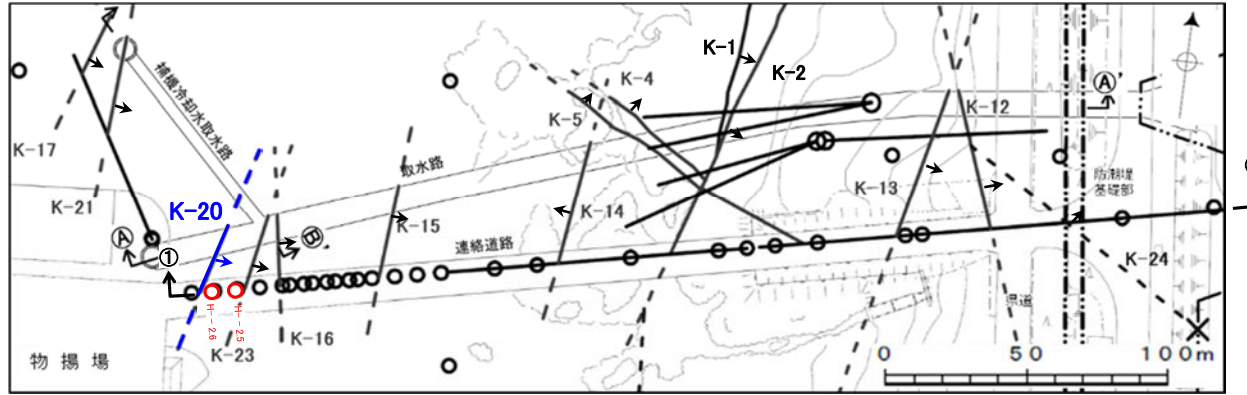 K-1
K-2
K-4
K-5
K-12
Ⓐ'
補機冷却水取水路
K-17
取水路
K-13
防潮堤
基礎部
K-21
K-20
K-15
K-14
Ⓐ
①
Ⓑ'
連絡道路
K-24
H-26
H-25
県道
K-23
K-16
物揚場
0 50 100m